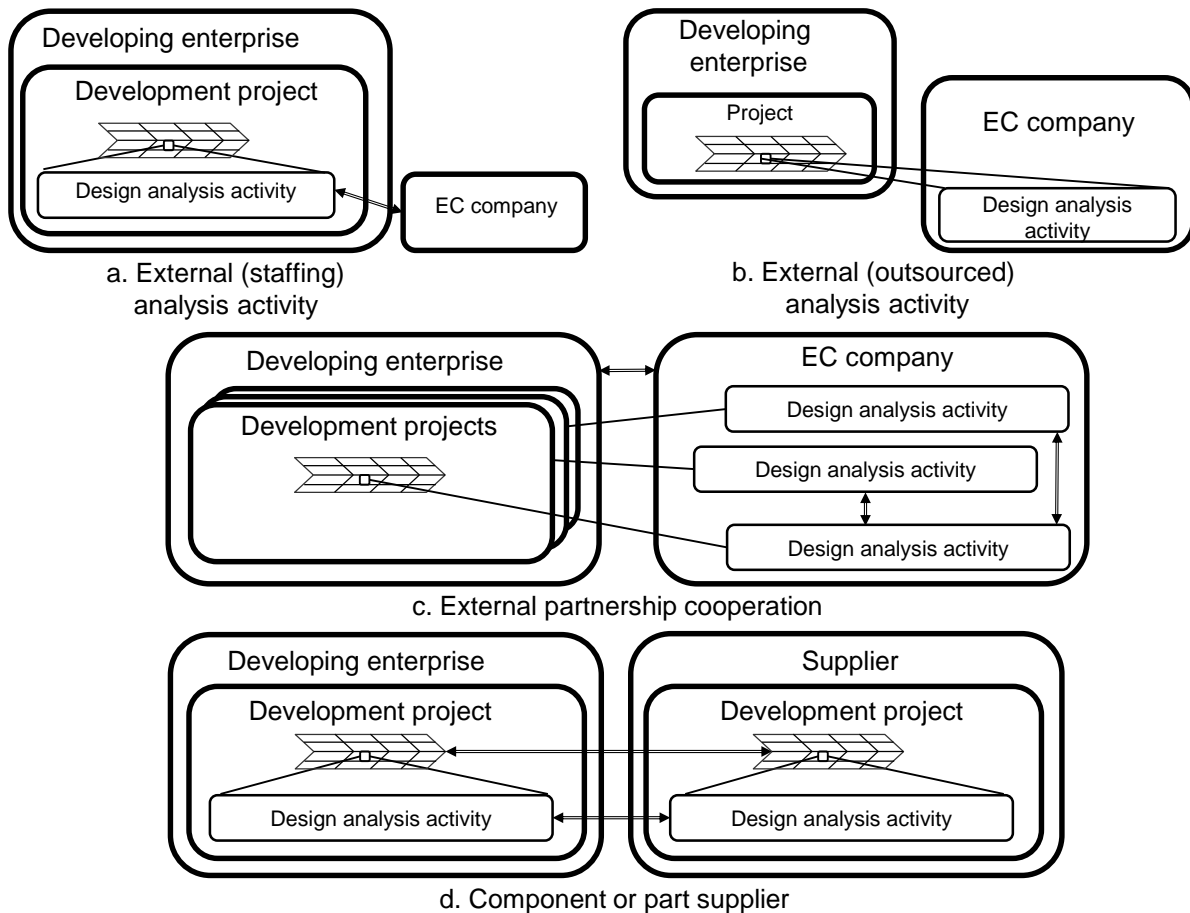 Developing enterprise
Development project
Design analysis activity
EC company
a. External (staffing)
analysis activity
Developing
enterprise
Project
EC company
Design analysis
activity
b. External (outsourced)
analysis activity
Developing enterprise
Development projects
EC company
Design analysis activity
Design analysis activity
Design analysis activity
c. External partnership cooperation
Developing enterprise
Development project
Design analysis activity
Supplier
Development project
Design analysis activity
d. Component or part supplier